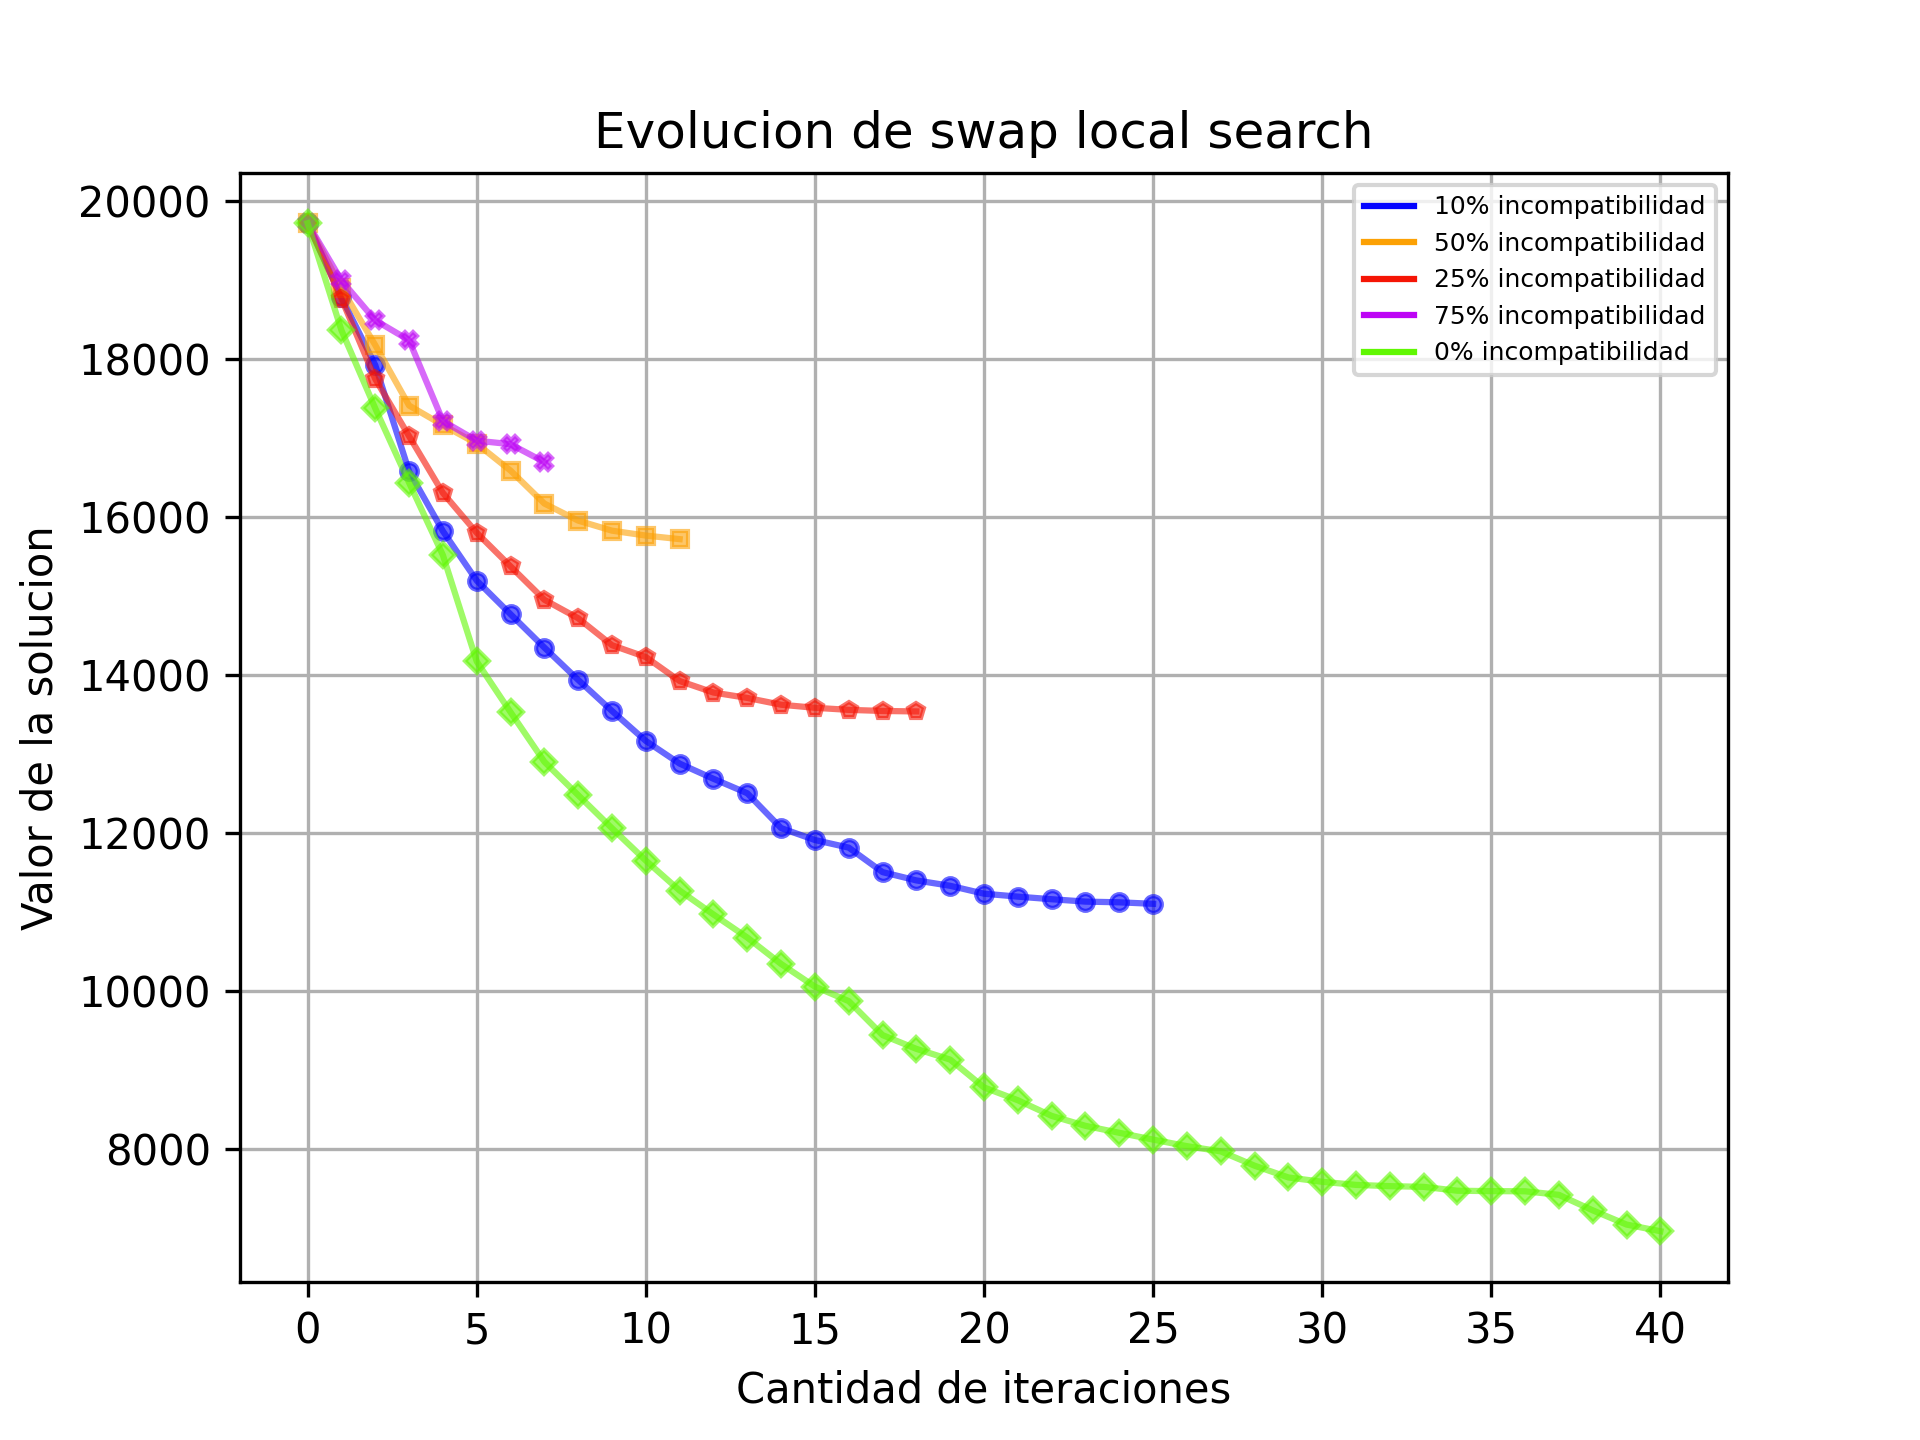 Evolucion de swap local search
10% incompatibilidad
50% incompatibilidad
25% incompatibilidad
75% incompatibilidad
0% incompatibilidad
Valor de la solucion
20000
18000
16000
14000
12000
10000
8000
0 5 10 15 20 25 30 35 40
Cantidad de iteraciones